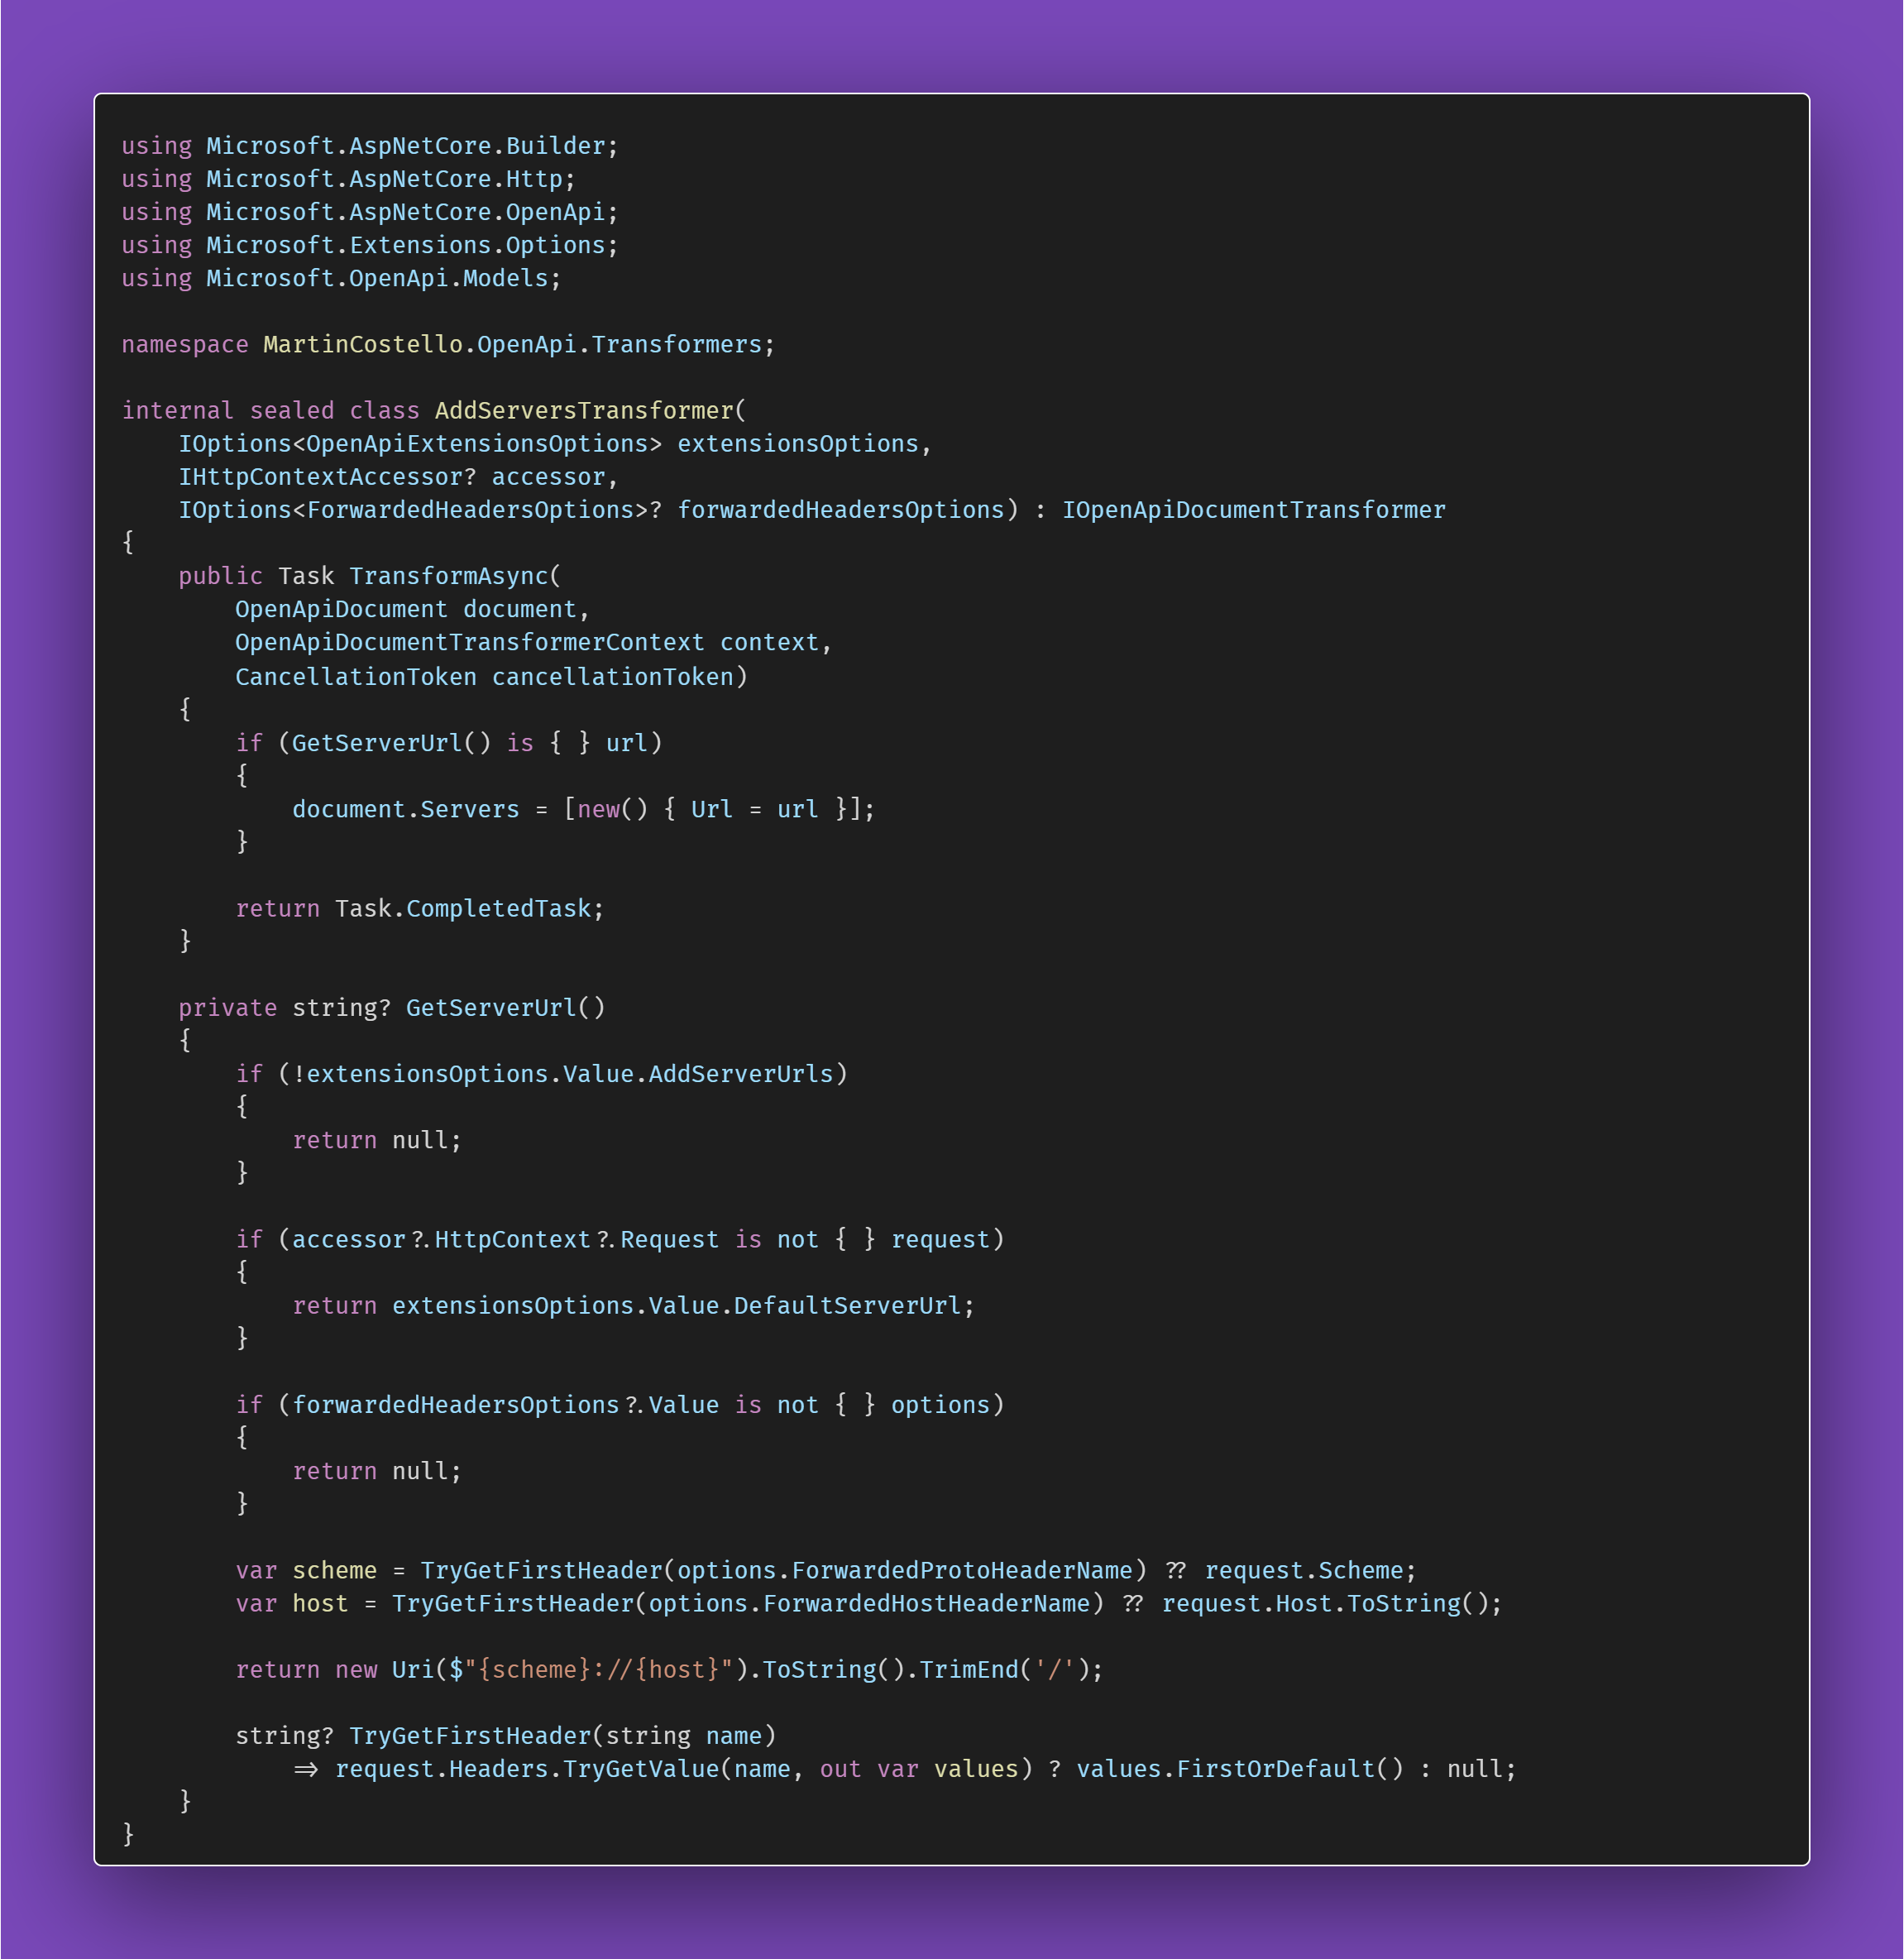 using Microsoft.AspNetCore.Builder;
using Microsoft.AspNetCore.Http;
using Microsoft.AspNetCore.OpenApi;
using Microsoft.Extensions.Options;
using Microsoft.OpenApi.Models;

namespace MartinCostello.OpenApi.Transformers;

internal sealed class AddServersTransformer(
    IOptions<OpenApiExtensionsOptions> extensionsOptions,
    IHttpContextAccessor? accessor,
    IOptions<ForwardedHeadersOptions>? forwardedHeadersOptions) : IOpenApiDocumentTransformer
{
    public Task TransformAsync(
        OpenApiDocument document,
        OpenApiDocumentTransformerContext context,
        CancellationToken cancellationToken)
    {
        if (GetServerUrl() is { } url)
        {
            document.Servers = [new() { Url = url }];
        }

        return Task.CompletedTask;
    }

    private string? GetServerUrl()
    {
        if (!extensionsOptions.Value.AddServerUrls)
        {
            return null;
        }

        if (accessor?.HttpContext?.Request is not { } request)
        {
            return extensionsOptions.Value.DefaultServerUrl;
        }

        if (forwardedHeadersOptions?.Value is not { } options)
        {
            return null;
        }

        var scheme = TryGetFirstHeader(options.ForwardedProtoHeaderName) ?? request.Scheme;
        var host = TryGetFirstHeader(options.ForwardedHostHeaderName) ?? request.Host.ToString();

        return new Uri($"{scheme}://{host}").ToString().TrimEnd('/');

        string? TryGetFirstHeader(string name)
            => request.Headers.TryGetValue(name, out var values) ? values.FirstOrDefault() : null;
    }
}